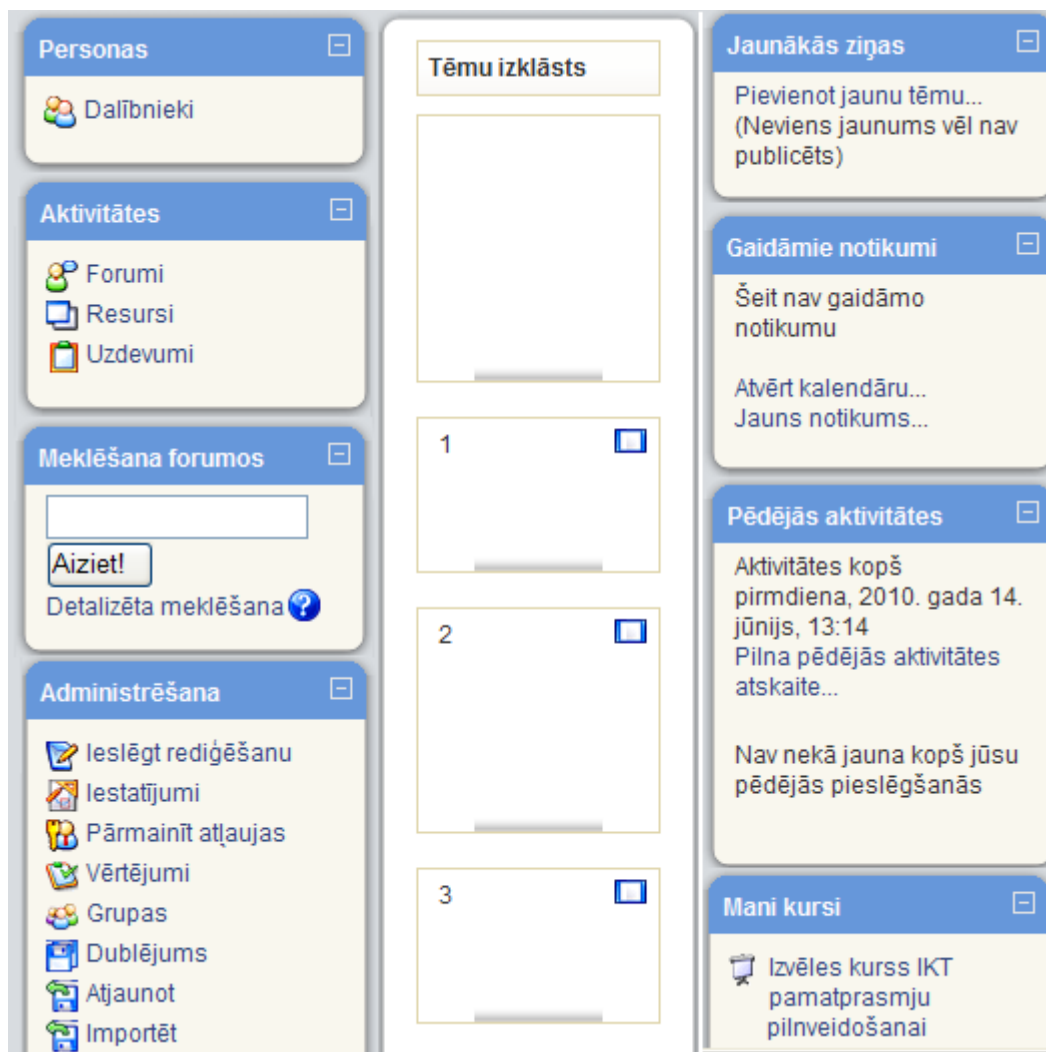 Personas
Dalībnieki
Aktivitātes
Forumi
Resursi
Uzdevumi
Meklēšana forumos
Aiziet!
Detalizēta meklēšana
Administrēšana
Ieslēgt rediģēšanu
Iestatījumi
Pārmainīt atļaujas
Vērtējumi
Grupas
Dublējums
Atjaunot
Importēt
Tēmu izklāsts
1
2
3
Jaunākās ziņas
Pievienot jaunu tēmu...
(Neviens jaunums vēl nav
publicēts)
Gaidāmie notikumi
Šeit nav gaidāmo
notikumu
Atvērt kalendāru...
Jauns notikums...
Pēdējās aktivitātes
Aktivitātes kopš
pirmdiena, 2010. gada 14.
jūnijs, 13:14
Pilna pēdējās aktivitātes
atskaite...
Nav nekā jauna kopš jūsu
pēdējās pieslēgšanās
Mani kursi
Izvēles kurss IKT
pamatprasmju
pilnveidošanai